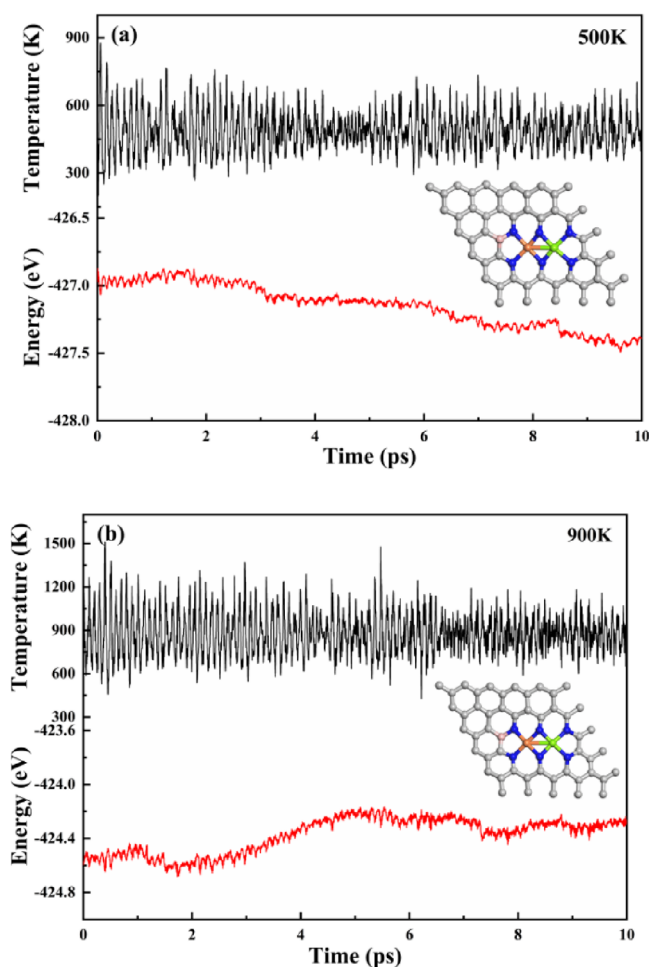 (a)
500K
Temperature (K)
900
600
300
Energy (eV)
-426.5
-427.0
-427.5
-428.0
0 2 4 6 8 10
Time (ps)
(b)
900K
Temperature (K)
1500
1200
900
600
300
Energy (eV)
-423.6
-424.0
-424.4
-424.8
0 2 4 6 8 10
Time (ps)